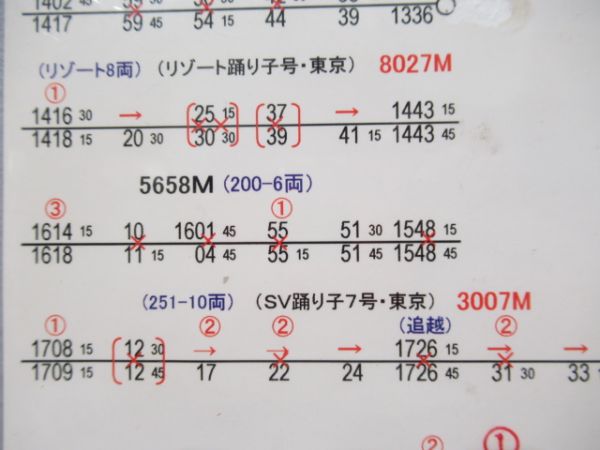 1417 59 45 54 15 44 39 1336
(リゾート8両) (リゾート踊り子号・東京) 8027M
①
1416 30 → (25 15) (37) → 1443 15
1418 15 20 30 (30 30) (39) 41 15 1443 45
5658M (200-6両)
③ ①
1614 15 10 1601 45 55 51 30 1548 15
1618 11 15 04 45 55 15 51 45 1548 45
(251-10両) (SV踊り子7号・東京) 3007M
① ② ② (追越) ②
1708 15 (12 30) → → → 1726 15 → →
1709 15 (12 45) 17 22 24 1726 45 31 30 33
② ①